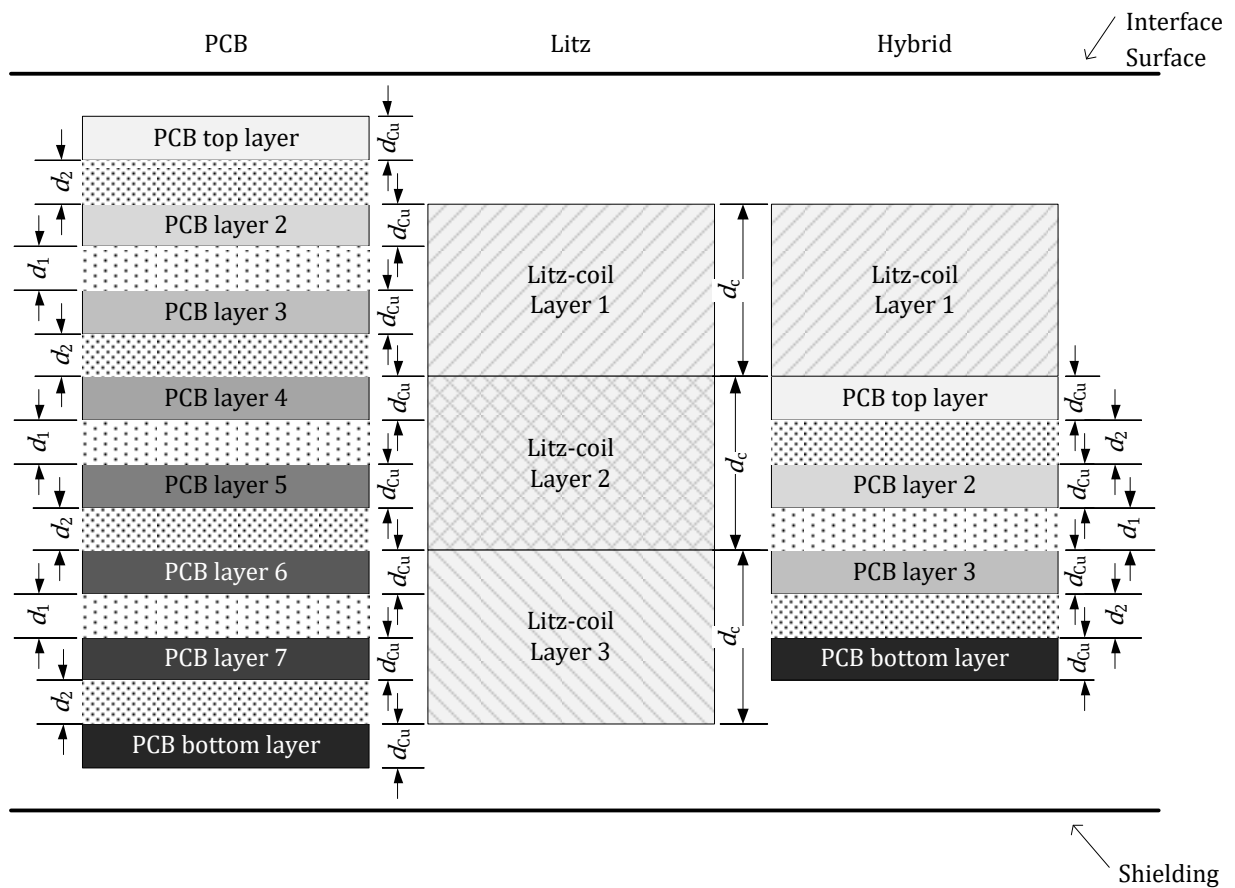 PCB
Litz
Hybrid
Interface
Surface
PCB top layer
d2
PCB layer 2
d1
PCB layer 3
d2
PCB layer 4
d1
PCB layer 5
d2
PCB layer 6
d1
PCB layer 7
d2
PCB bottom layer
dCu
dCu
dCu
dCu
dCu
dCu
dCu
dCu
Litz-coil
Layer 1
Litz-coil
Layer 2
Litz-coil
Layer 3
dc
dc
dc
Litz-coil
Layer 1
PCB top layer
PCB layer 2
PCB layer 3
PCB bottom layer
dCu
dCu
dCu
dCu
d2
d1
d2
Shielding